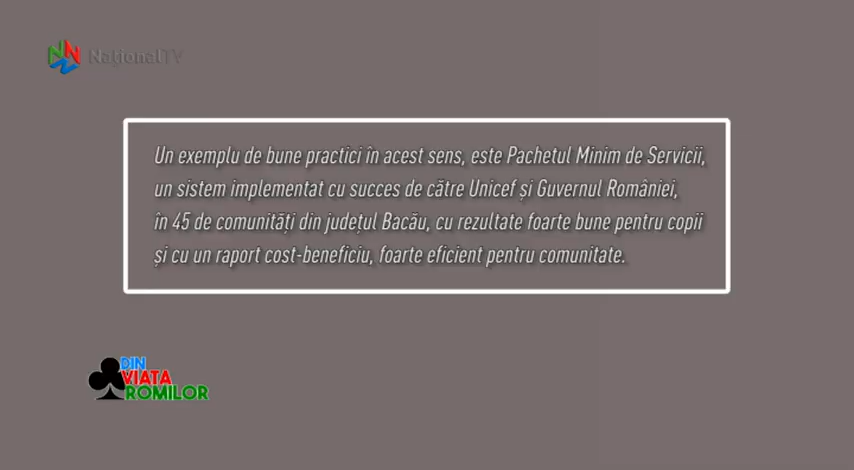 NaționalTV
Un exemplu de bune practici în acest sens, este Pachetul Minim de Servicii,
un sistem implementat cu succes de către Unicef și Guvernul României,
în 45 de comunități din județul Bacău, cu rezultate foarte bune pentru copii
și cu un raport cost-beneficiu, foarte eficient pentru comunitate.
DIN
VIATA
ROMILOR